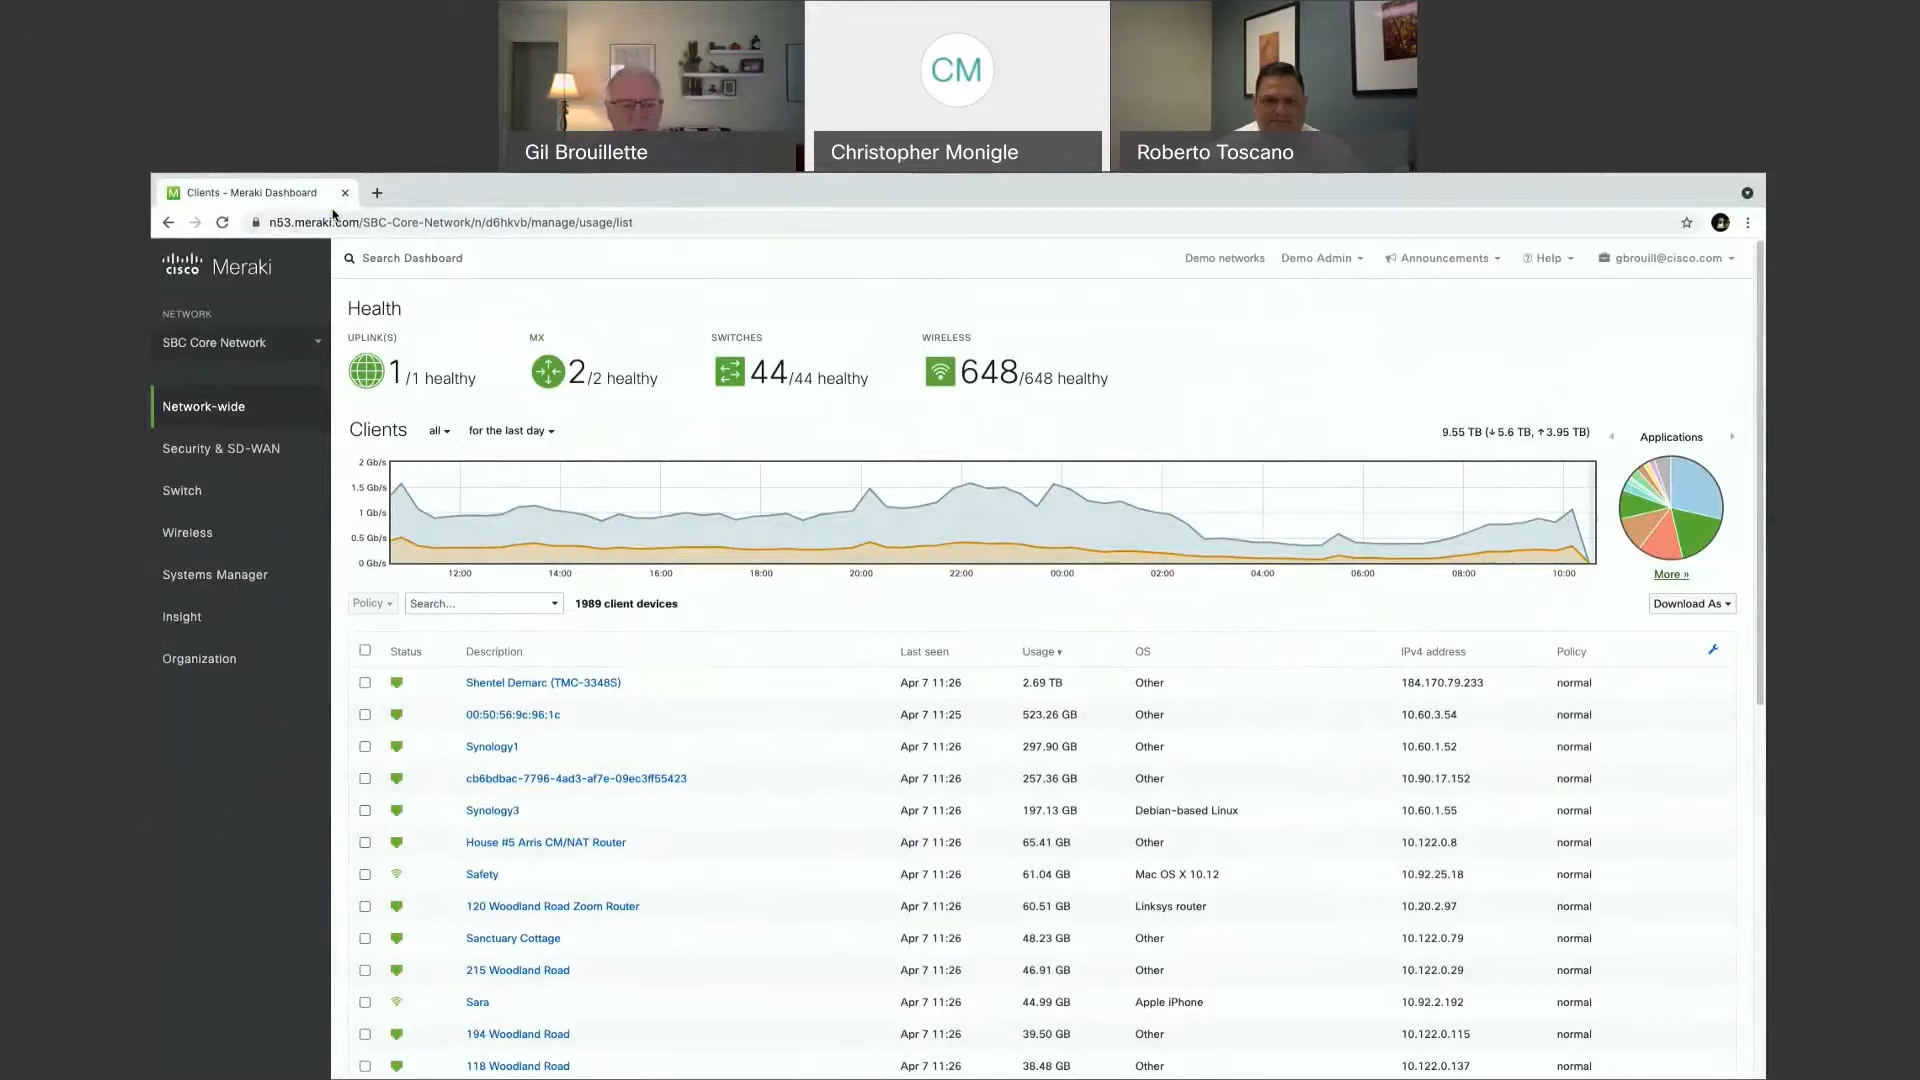 CM
Gil Brouillette
Christopher Monigle
Roberto Toscano
M Clients - Meraki Dashboard
n53.meraki.com/SBC-Core-Network/n/d6hkvb/manage/usage/list
cisco Meraki
Search Dashboard
Demo networks Demo Admin Announcements Help gbrouill@cisco.com
NETWORK
SBC Core Network
Network-wide
Security & SD-WAN
Switch
Wireless
Systems Manager
Insight
Organization
Health
UPLINK(S) MX SWITCHES WIRELESS
1/1 healthy 2/2 healthy 44/44 healthy 648/648 healthy
Clients all for the last day 9.55 TB (↓5.6 TB, ↑3.95 TB) Applications
2 Gb/s
1.5 Gb/s
1 Gb/s
0.5 Gb/s
0 Gb/s
12:00 14:00 16:00 18:00 20:00 22:00 00:00 02:00 04:00 06:00 08:00 10:00
More »
Policy Search... 1989 client devices Download As
Status Description Last seen Usage OS IPv4 address Policy
Shentel Demarc (TMC-3348S) Apr 7 11:26 2.69 TB Other 184.170.79.233 normal
00:50:56:9c:96:1c Apr 7 11:25 523.26 GB Other 10.60.3.54 normal
Synology1 Apr 7 11:26 297.90 GB Other 10.60.1.52 normal
cb6bdbac-7796-4ad3-af7e-09ec3ff55423 Apr 7 11:26 257.36 GB Other 10.90.17.152 normal
Synology3 Apr 7 11:26 197.13 GB Debian-based Linux 10.60.1.55 normal
House #5 Arris CM/NAT Router Apr 7 11:26 65.41 GB Other 10.122.0.8 normal
Safety Apr 7 11:26 61.04 GB Mac OS X 10.12 10.92.25.18 normal
120 Woodland Road Zoom Router Apr 7 11:26 60.51 GB Linksys router 10.20.2.97 normal
Sanctuary Cottage Apr 7 11:26 48.23 GB Other 10.122.0.79 normal
215 Woodland Road Apr 7 11:26 46.91 GB Other 10.122.0.29 normal
Sara Apr 7 11:26 44.99 GB Apple iPhone 10.92.2.192 normal
194 Woodland Road Apr 7 11:26 39.50 GB Other 10.122.0.115 normal
118 Woodland Road Apr 7 11:26 38.48 GB Other 10.122.0.137 normal